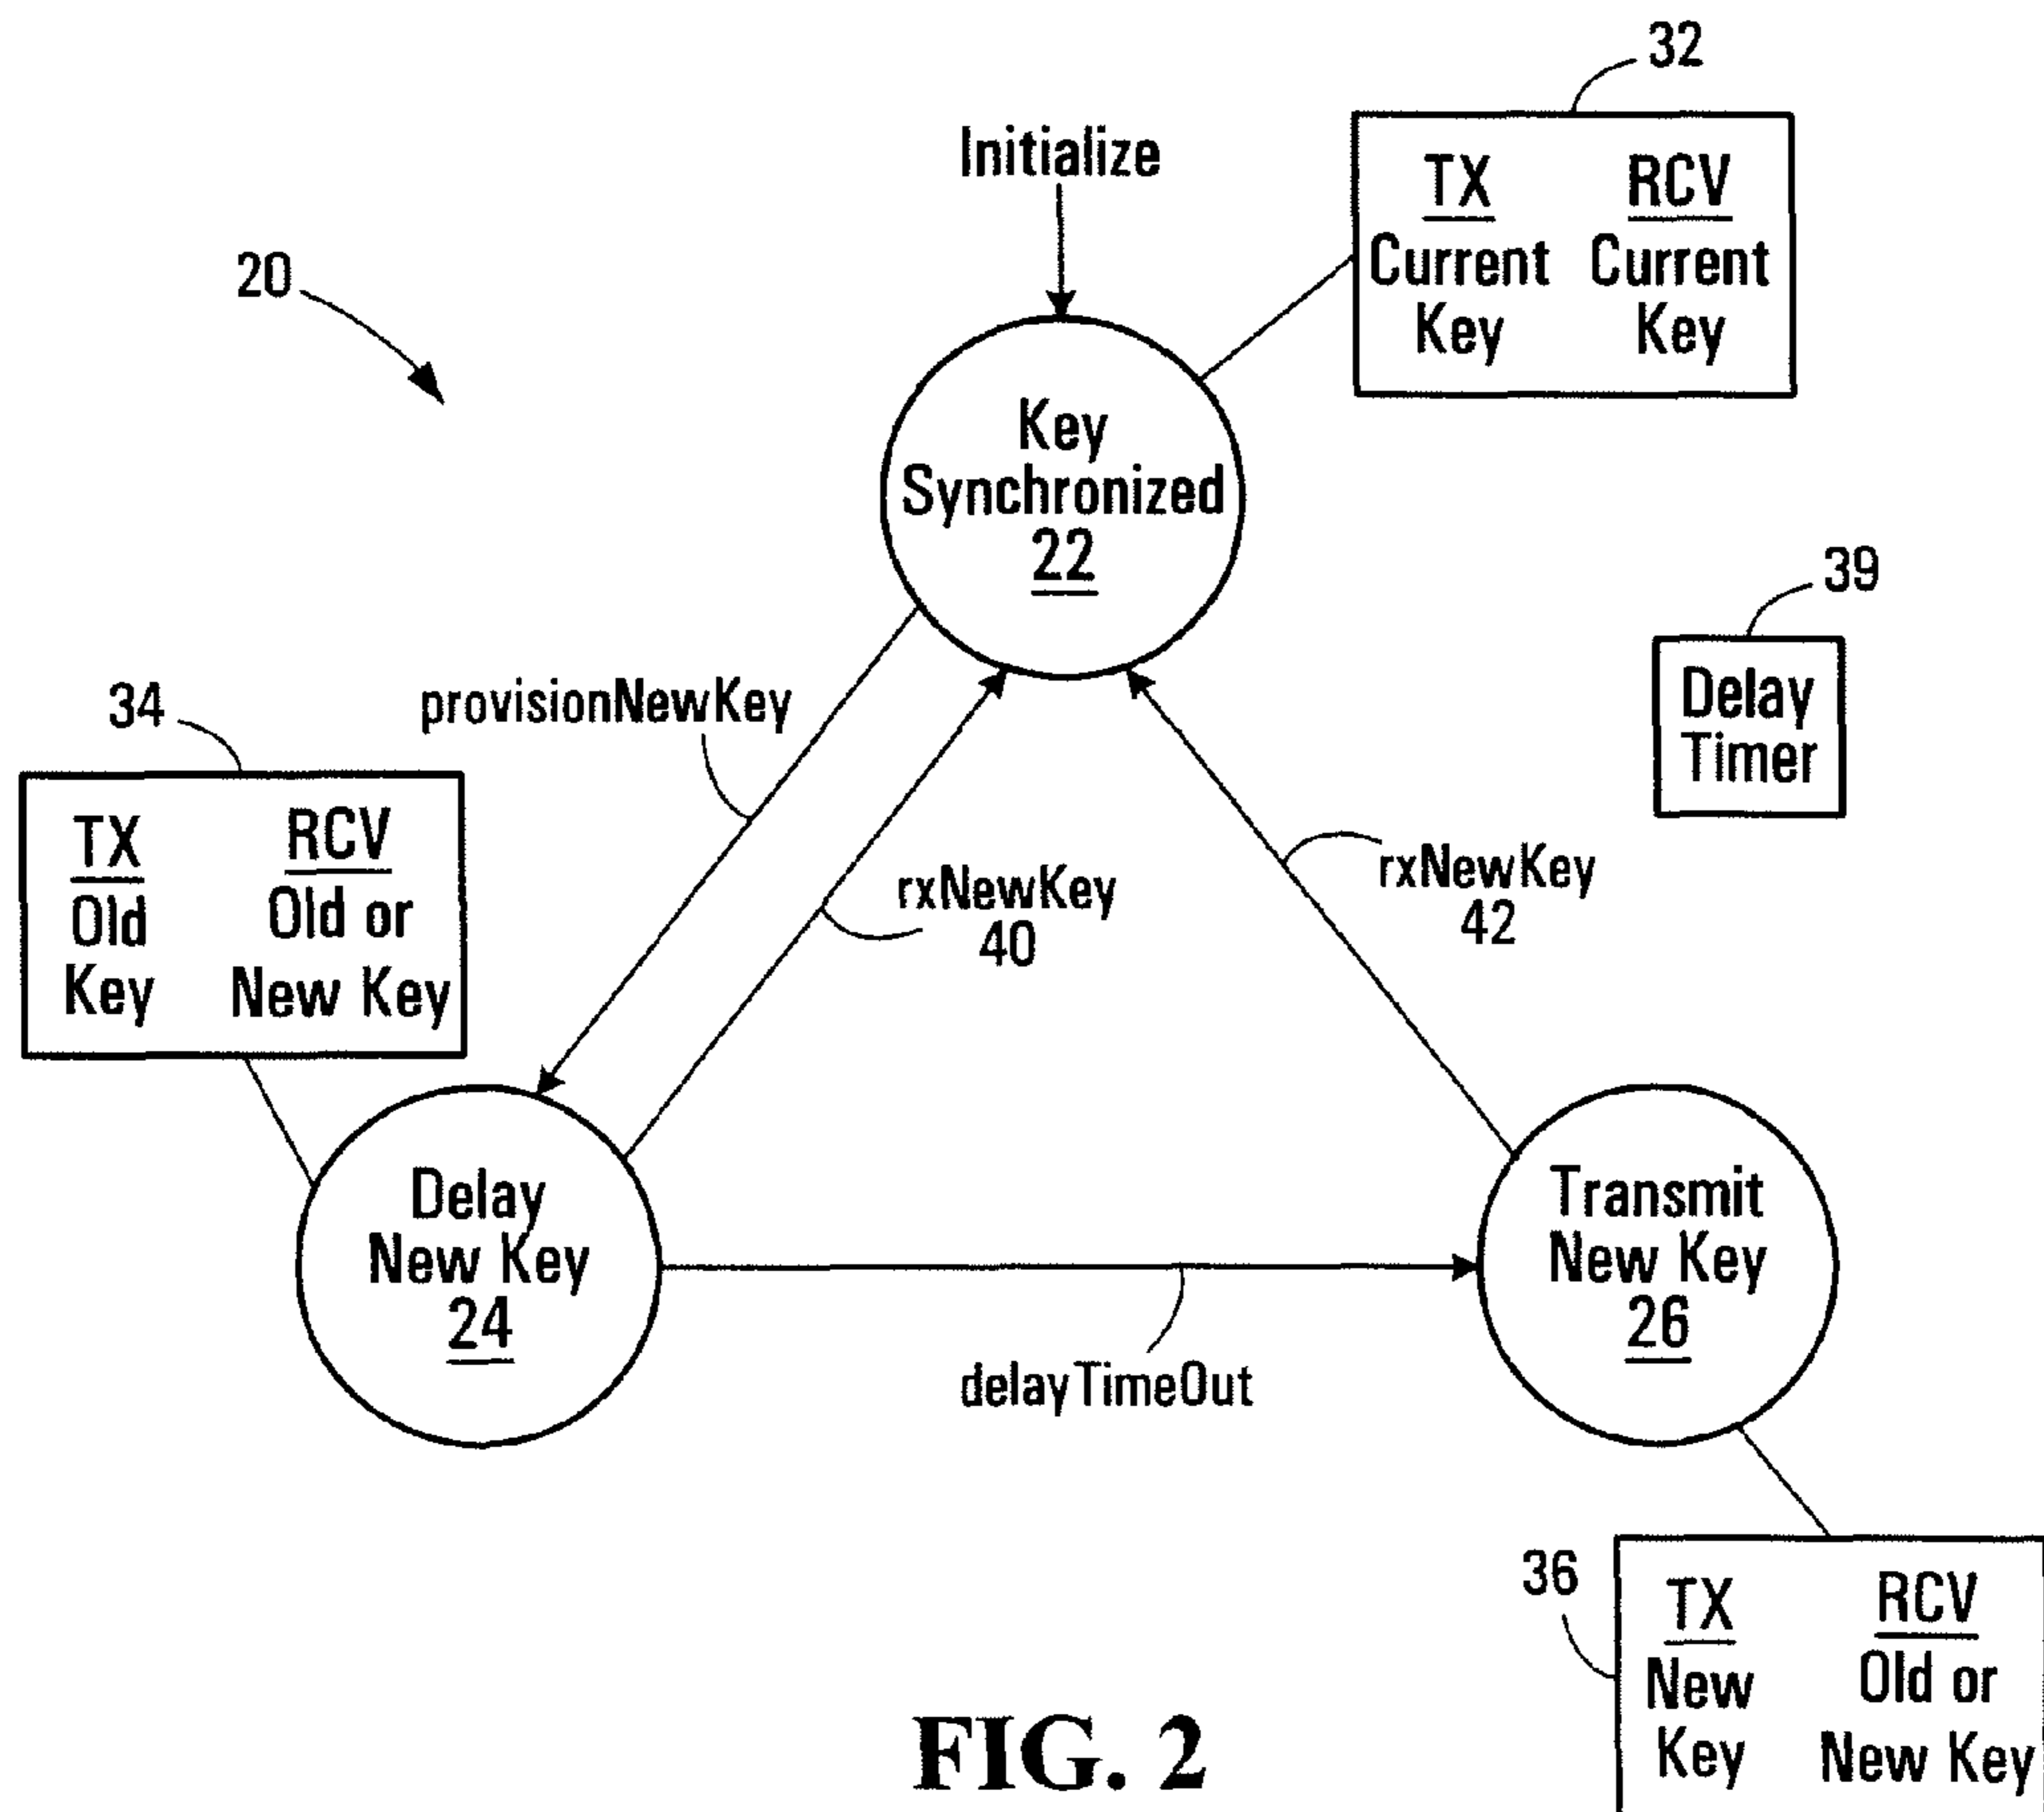 32
Initialize
TX RCV
Current Current
Key Key
20
Key
Synchronized
22
39
Delay
Timer
34
provisionNewKey
TX RCV
Old Old or
Key New Key
rxNewKey
40
rxNewKey
42
Delay
New Key
24
Transmit
New Key
26
delayTimeOut
36
TX RCV
New Old or
Key New Key
FIG. 2